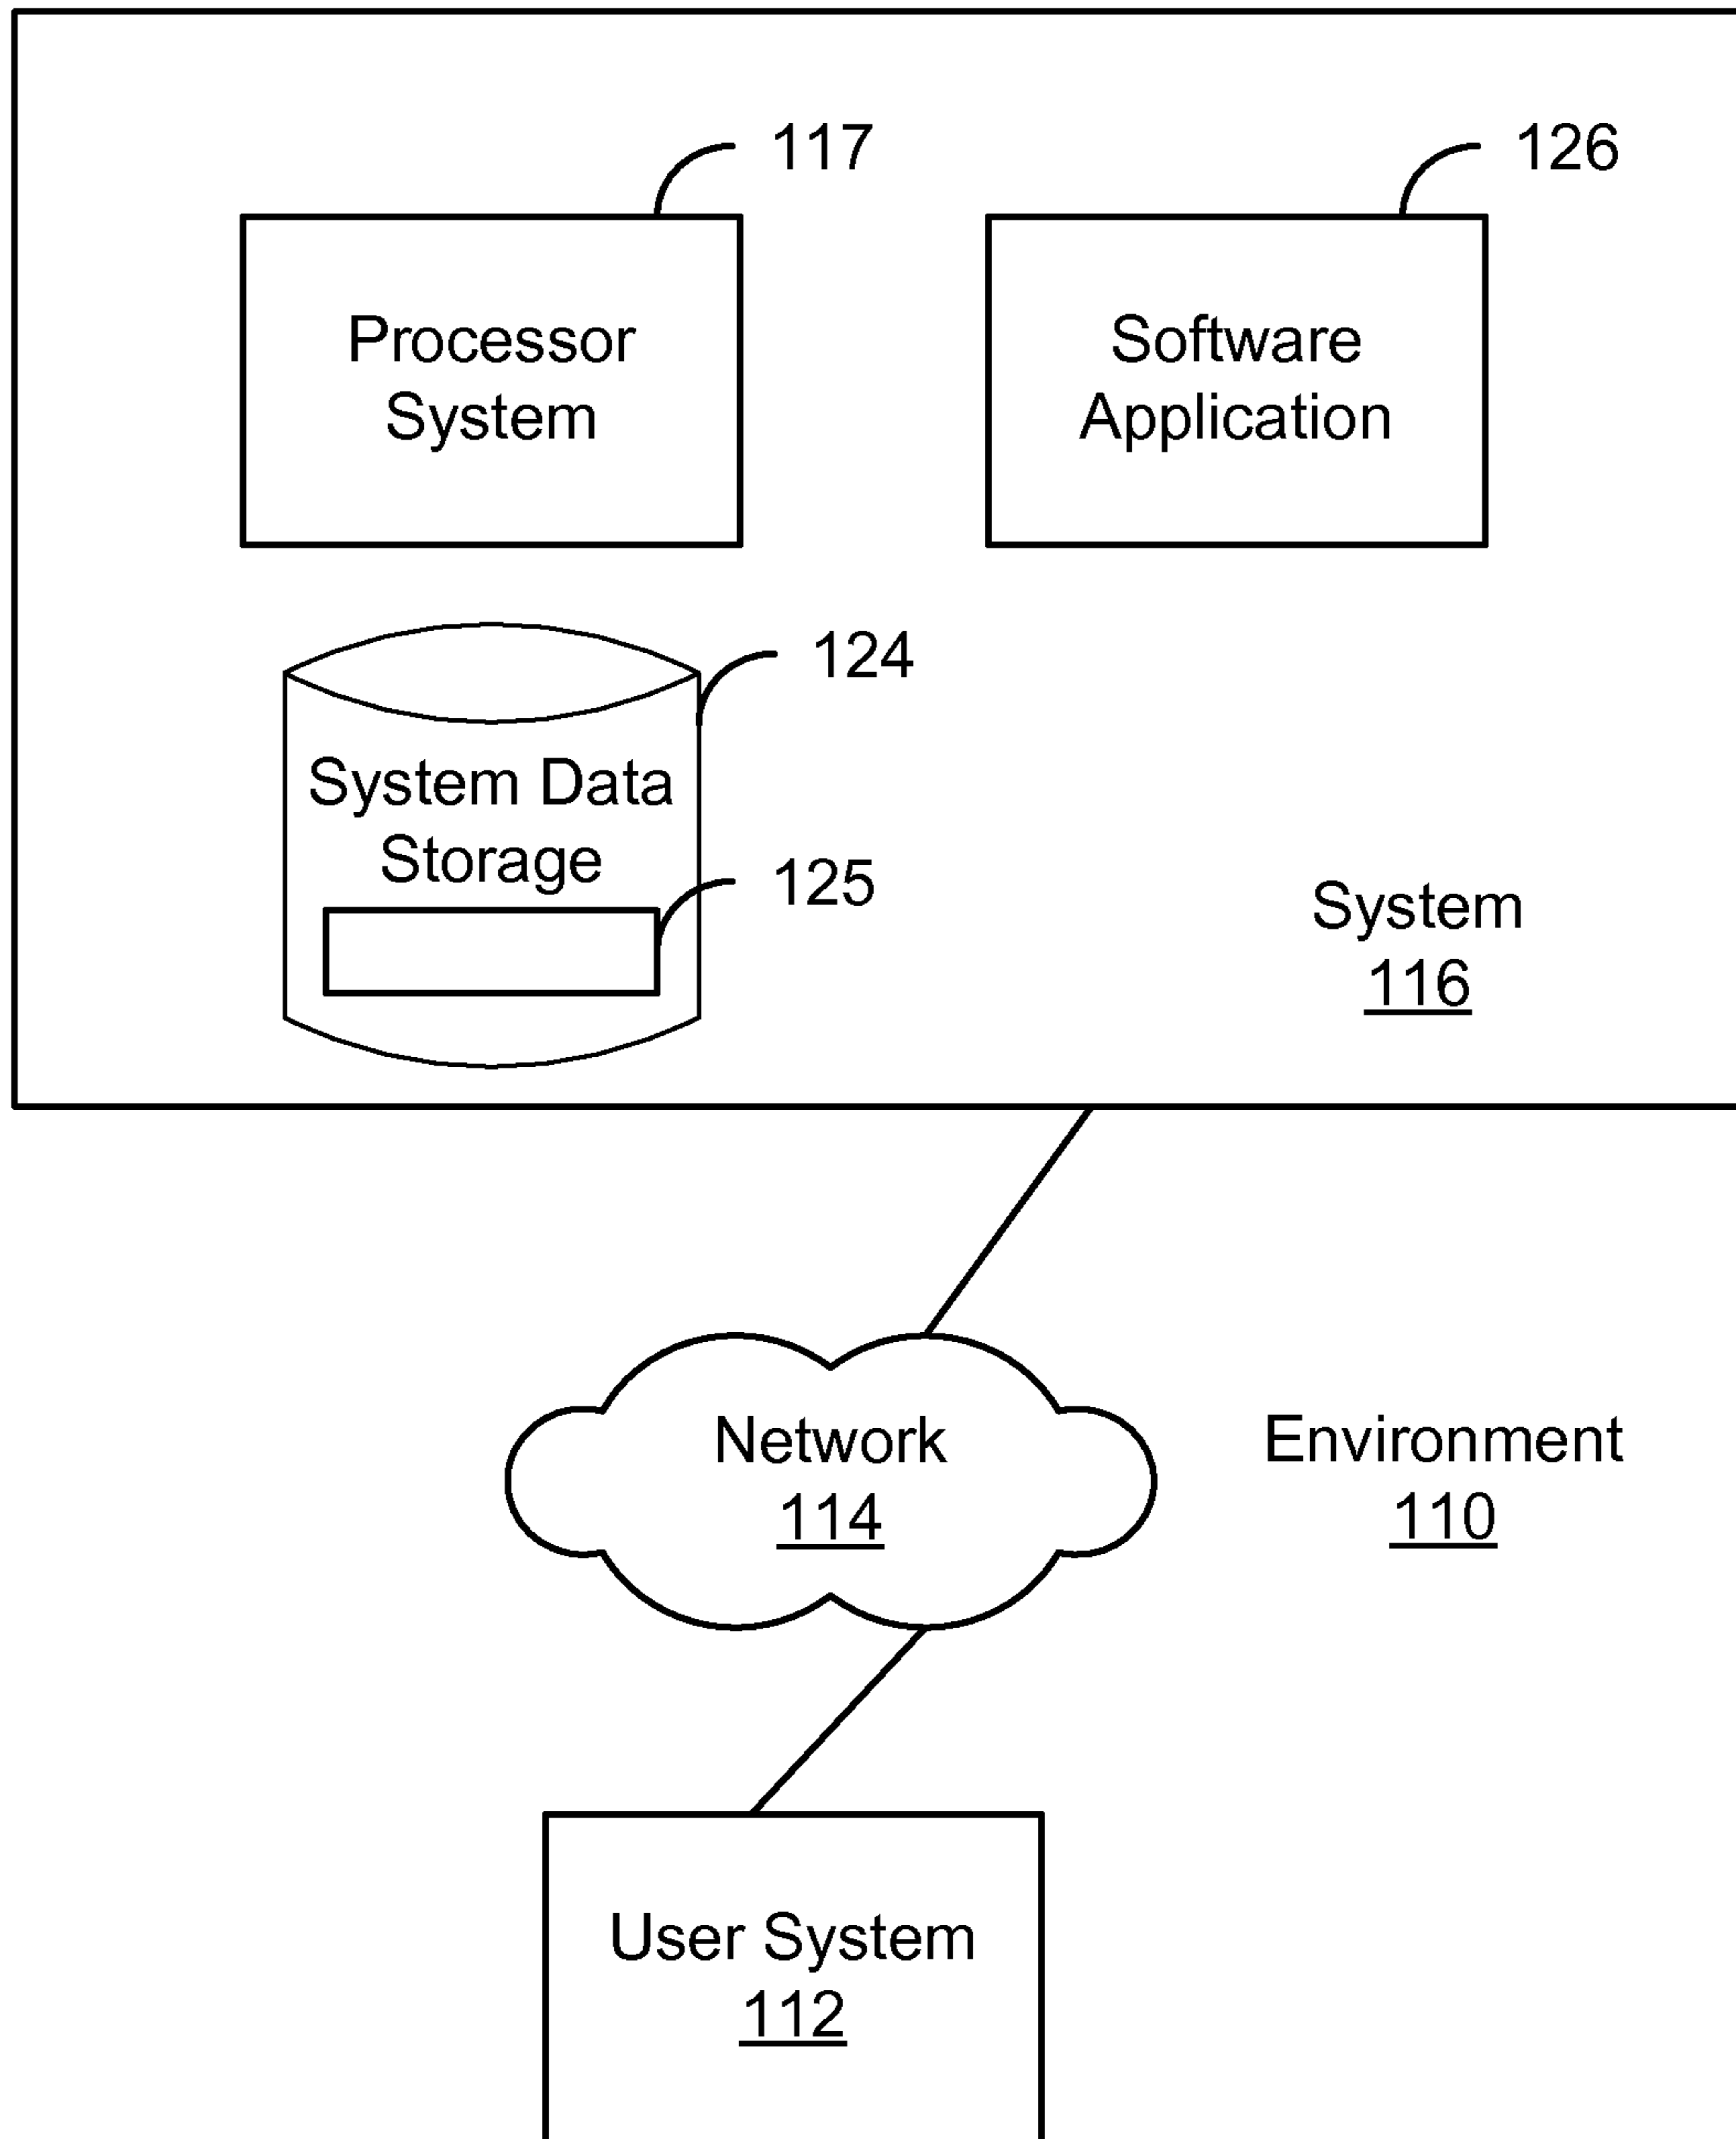 117
126
Processor
System
Software
Application
124
System Data
Storage
125
System
116
Network
114
Environment
110
User System
112